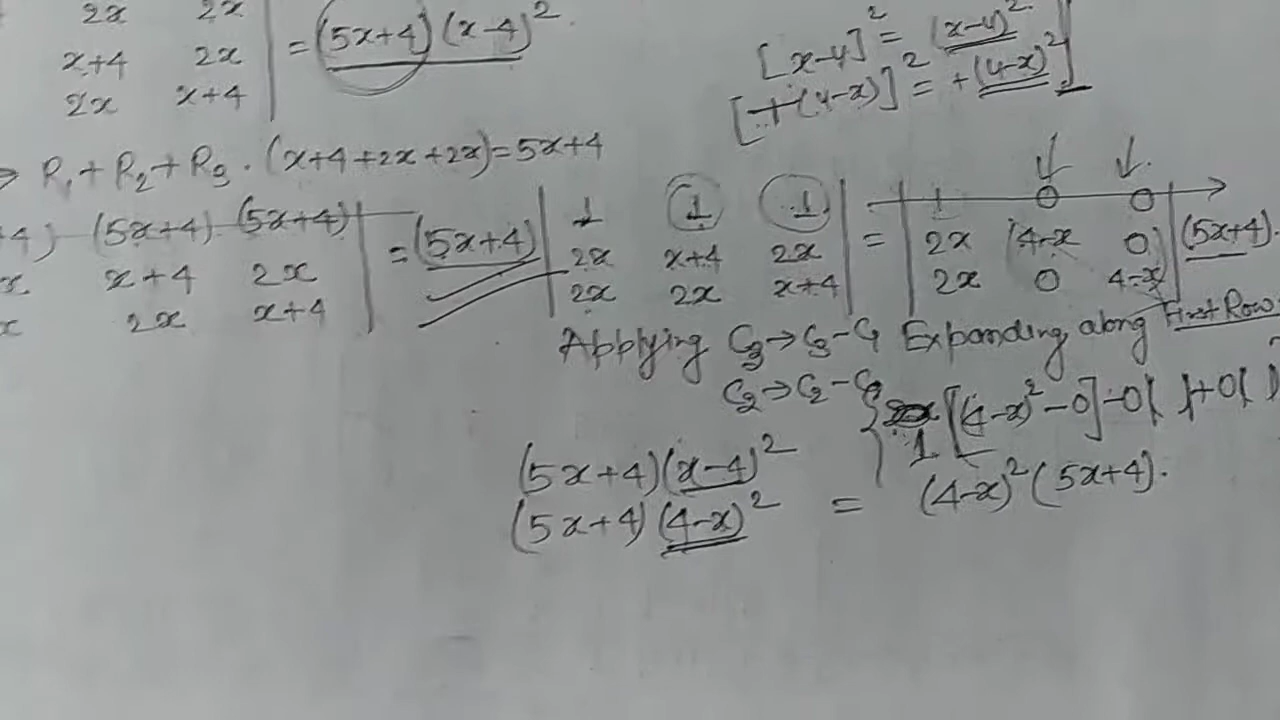 2x 2x
x+4 2x = (5x+4) (x-4)²
2x x+4
[x-4]² = (x-4)²
[+(4-x)]² = +(4-x)²]
R₁ + R₂ + R₃ . (x+4+2x+2x) = 5x+4
4) (5x+4) (5x+4) | = (5x+4) | 1 1 1 | = | 1 0 0 | (5x+4).
x x+4 2x | 2x x+4 2x | 2x 4-x 0
x 2x x+4 | 2x 2x x+4 | 2x 0 4-x
Applying C₃→C₃-C₁ Expanding along First Row
C₂→C₂-C₁
{1 [(4-x)² - 0] -0( )+0( )
(5x+4)(x-4)²
(5x+4)(4-x)² = (4-x)² (5x+4).